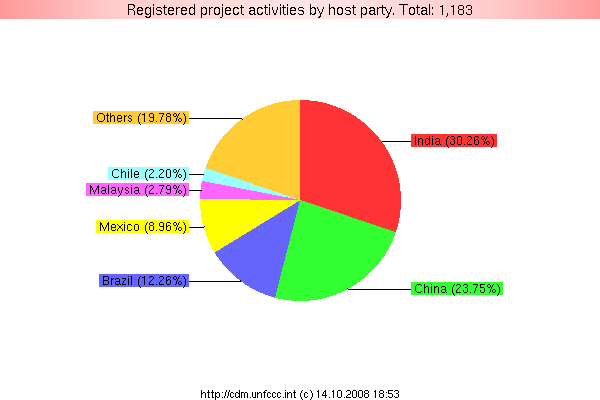 Registered project activities by host party. Total: 1,183
Others (19.78%)
India (30.26%)
Chile (2.20%)
Malaysia (2.79%)
Mexico (8.96%)
Brazil (12.26%)
China (23.75%)
http://cdm.unfccc.int (c) 14.10.2008 18:53